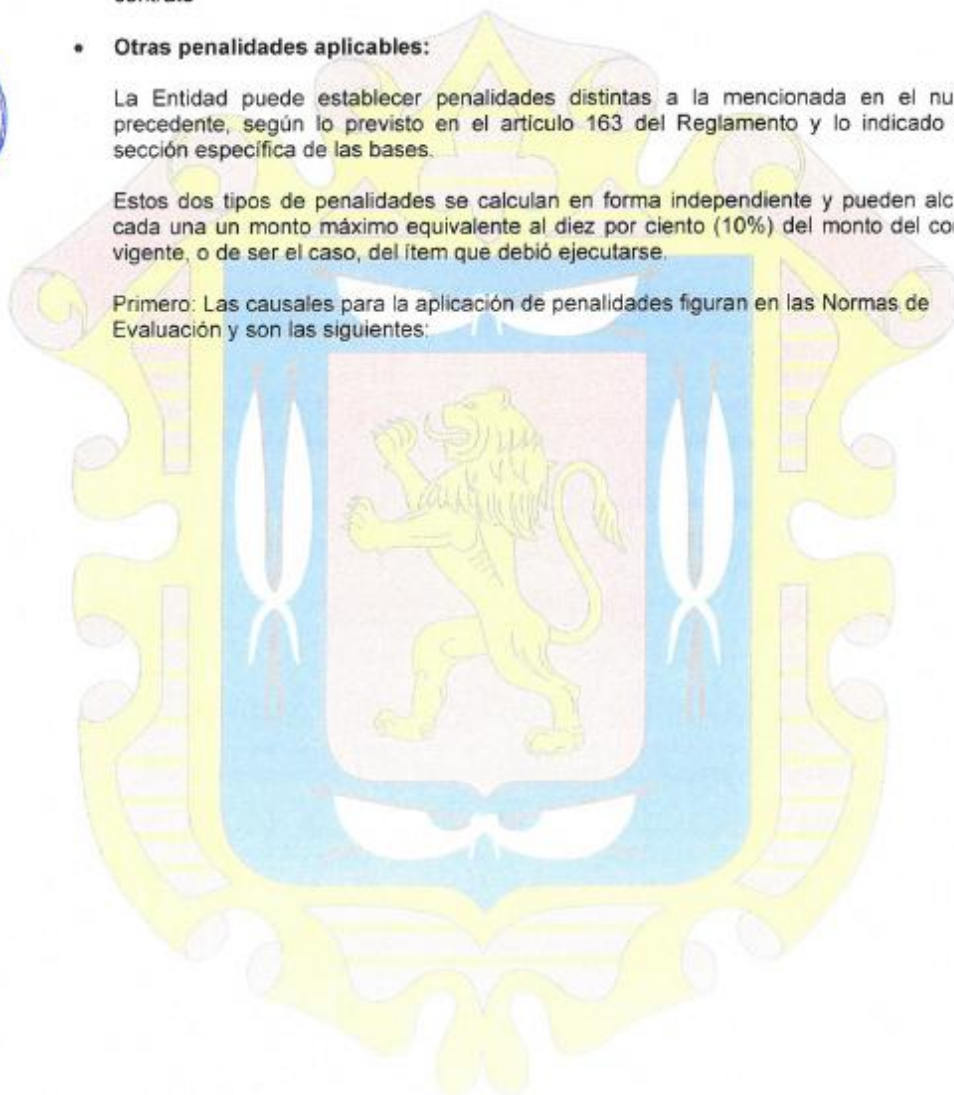 • Otras penalidades aplicables:
La Entidad puede establecer penalidades distintas a la mencionada en el nu
precedente, según lo previsto en el artículo 163 del Reglamento y lo indicado
sección específica de las bases.
Estos dos tipos de penalidades se calculan en forma independiente y pueden alc
cada una un monto máximo equivalente al diez por ciento (10%) del monto del co
vigente, o de ser el caso, del ítem que debió ejecutarse.
Primero: Las causales para la aplicación de penalidades figuran en las Normas de
Evaluación y son las siguientes: